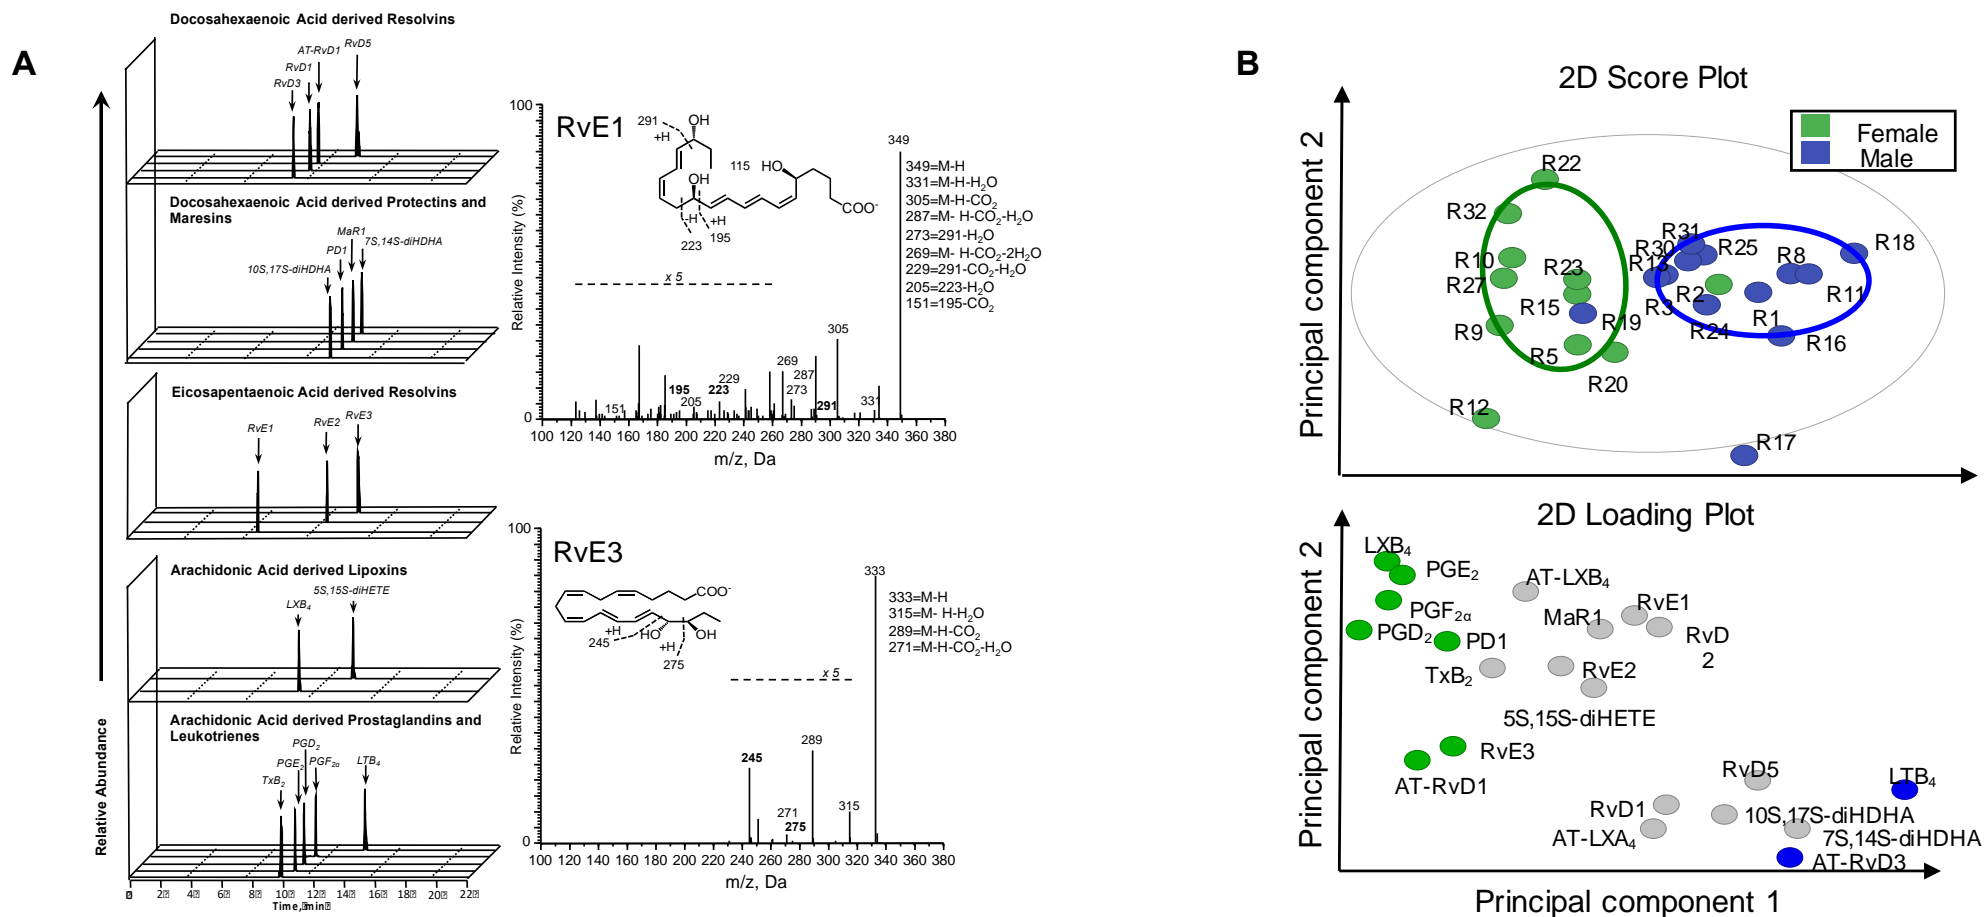 A
Docosahexaenoic Acid derived Resolvins
RvD3
RvD1
AT-RvD1
RvD5
Docosahexaenoic Acid derived Protectins and
Maresins
10S,17S-diHDHA
PD1
MaR1
7S,14S-diHDHA
Eicosapentaenoic Acid derived Resolvins
RvE1
RvE2
RvE3
Arachidonic Acid derived Lipoxins
LXB4
5S,15S-diHETE
Arachidonic Acid derived Prostaglandins and
Leukotrienes
TxB2
PGE2
PGD2
PGF2α
LTB4
Relative Abundance
2 4 6 8 10 12 14 16 18 20 22
Time, min
RvE1
Relative Intensity (%)
100
0
291
+H
OH
OH
115
HO
COO-
-H
+H
223
195
x 5
349
349=M-H
331=M-H-H2O
305=M-H-CO2
287=M- H-CO2-H2O
273=291-H2O
269=M- H-CO2-2H2O
229=291-CO2-H2O
205=223-H2O
151=195-CO2
151
195
205
223
229
269
273
287
291
305
331
100 120 140 160 180 200 220 240 260 280 300 320 340 360 380
m/z, Da
RvE3
Relative Intensity (%)
100
0
COO-
+H
245
HO
OH
+H
275
x 5
333
333=M-H
315=M- H-H2O
289=M-H-CO2
271=M-H-CO2-H2O
245
271
275
289
315
100 120 140 160 180 200 220 240 260 280 300 320 340 360 380
m/z, Da
B
2D Score Plot
Principal component 2
Female
Male
R22
R32
R10
R27
R23
R15
R9
R19
R5
R20
R12
R31
R30
R13
R25
R8
R18
R3
R2
R24
R1
R11
R16
R17
2D Loading Plot
Principal component 2
LXB4
PGE2
PGF2α
PGD2
PD1
TxB2
AT-LXB4
MaR1
RvE1
RvD
2
RvE2
5S,15S-diHETE
RvE3
AT-RvD1
RvD5
LTB4
RvD1
10S,17S-diHDHA
AT-LXA4
7S,14S-diHDHA
AT-RvD3
Principal component 1